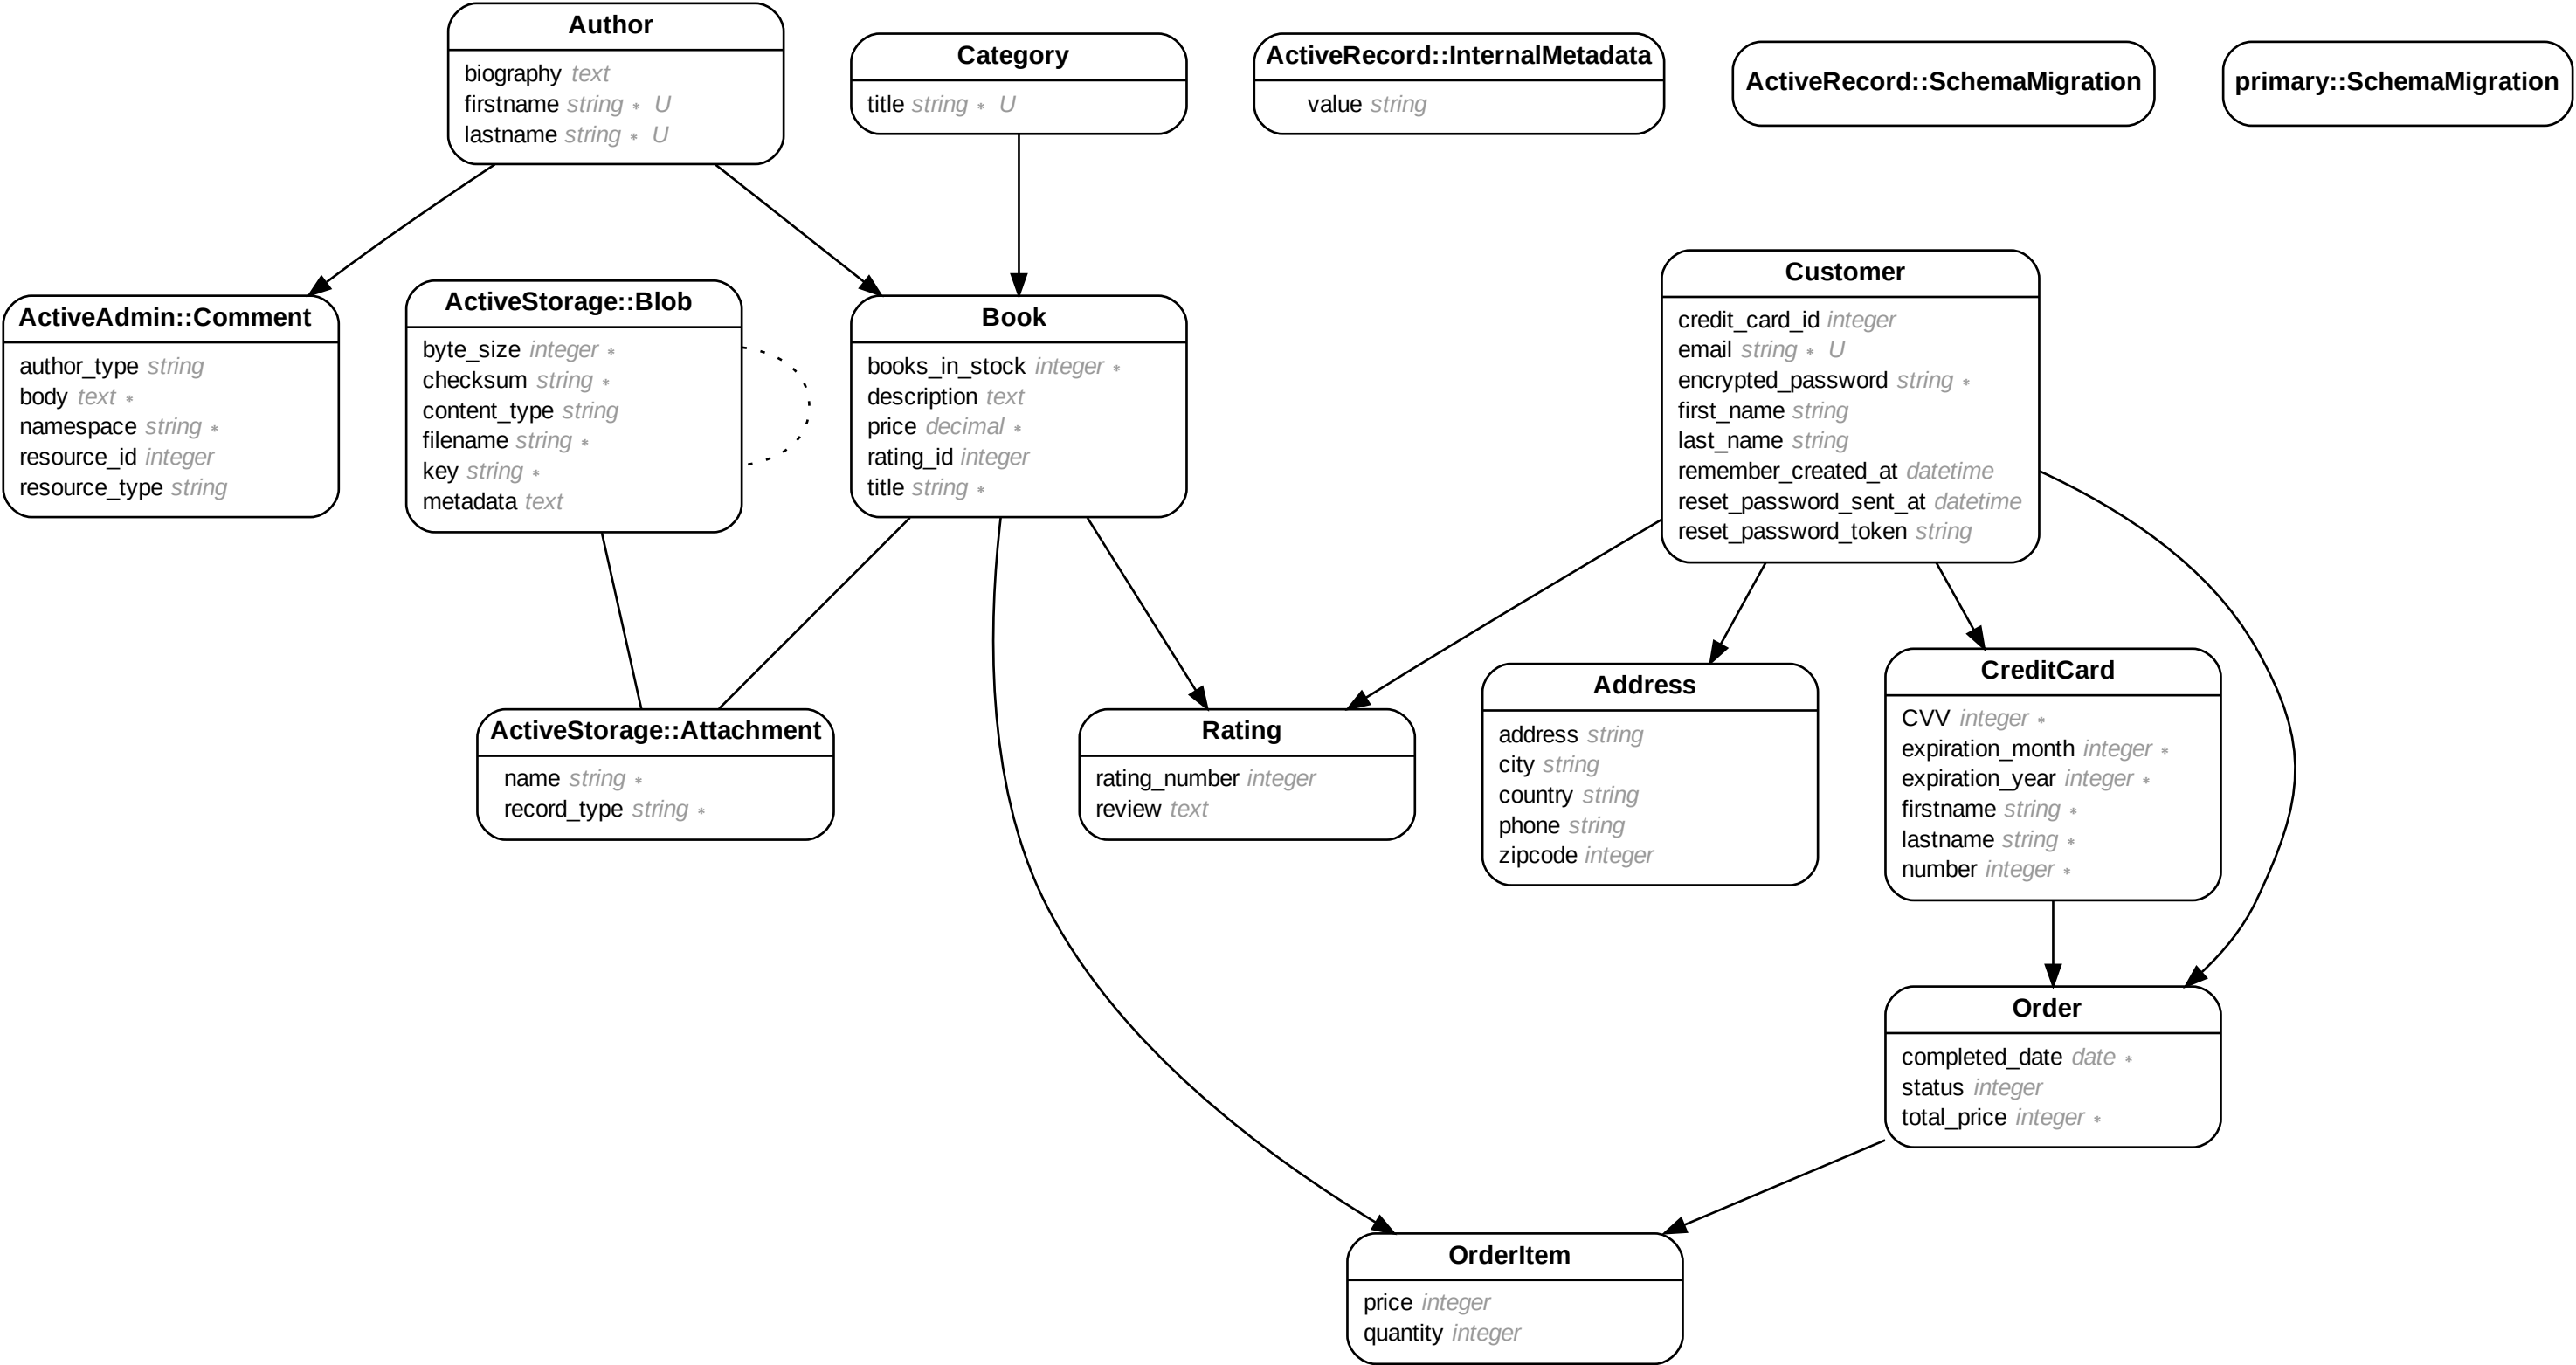 Author
biography text
firstname string ∗ U
lastname string ∗ U
Category
title string ∗ U
ActiveRecord::InternalMetadata
value string
ActiveRecord::SchemaMigration
primary::SchemaMigration
ActiveAdmin::Comment
author_type string
body text ∗
namespace string ∗
resource_id integer
resource_type string
ActiveStorage::Blob
byte_size integer ∗
checksum string ∗
content_type string
filename string ∗
key string ∗
metadata text
Book
books_in_stock integer ∗
description text
price decimal ∗
rating_id integer
title string ∗
Customer
credit_card_id integer
email string ∗ U
encrypted_password string ∗
first_name string
last_name string
remember_created_at datetime
reset_password_sent_at datetime
reset_password_token string
ActiveStorage::Attachment
name string ∗
record_type string ∗
Rating
rating_number integer
review text
Address
address string
city string
country string
phone string
zipcode integer
CreditCard
CVV integer ∗
expiration_month integer ∗
expiration_year integer ∗
firstname string ∗
lastname string ∗
number integer ∗
Order
completed_date date ∗
status integer
total_price integer ∗
OrderItem
price integer
quantity integer